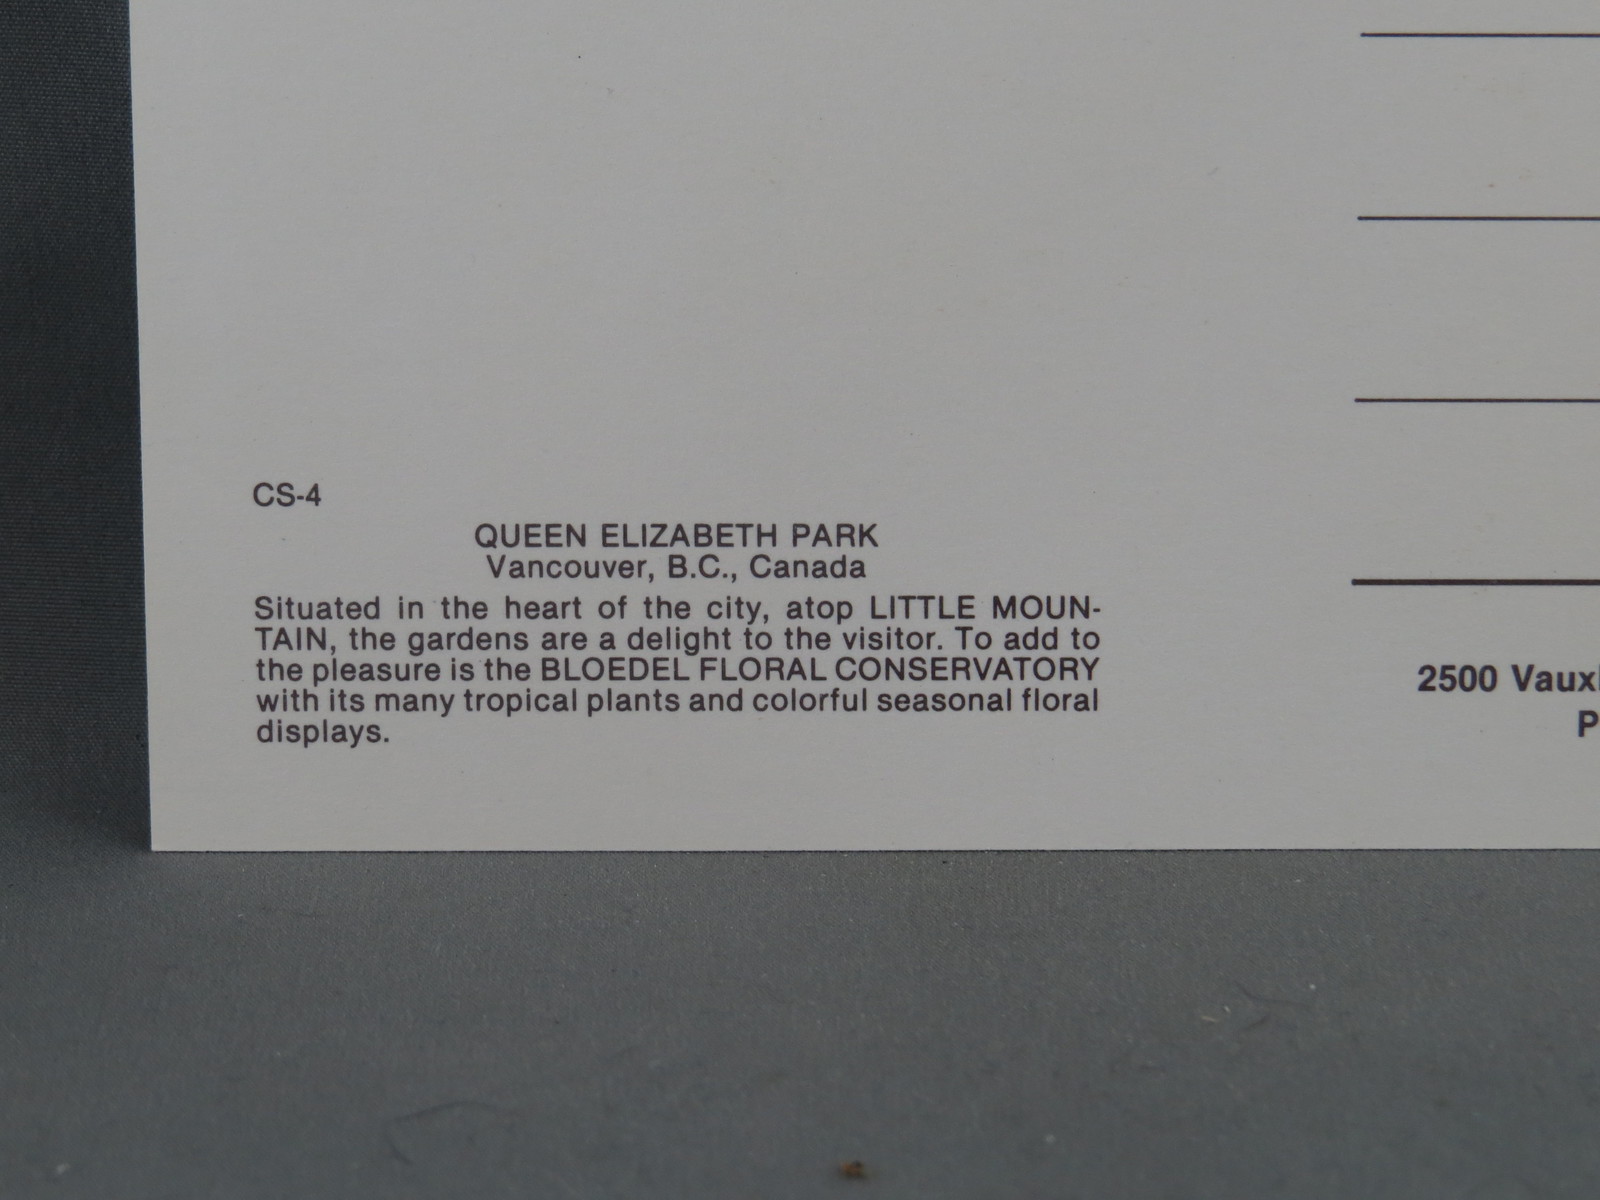 CS-4
QUEEN ELIZABETH PARK
Vancouver, B.C., Canada
Situated in the heart of the city, atop LITTLE MOUN-
TAIN, the gardens are a delight to the visitor. To add to
the pleasure is the BLOEDEL FLORAL CONSERVATORY
with its many tropical plants and colorful seasonal floral
displays.
2500